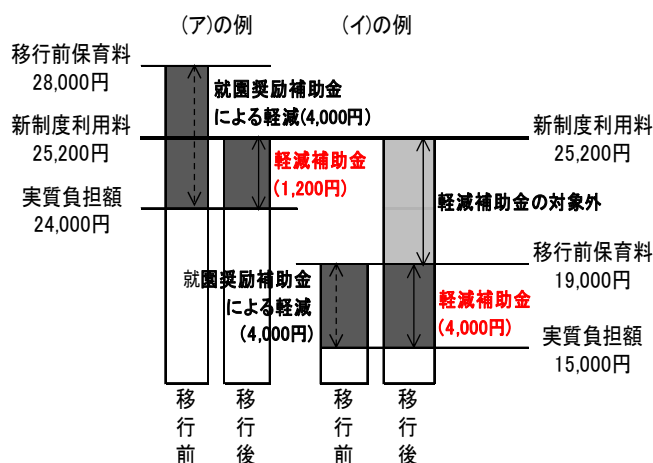 (ア)の例
(イ)の例
移行前保育料
28,000円
就園奨励補助金
による軽減(4,000円)
新制度利用料
25,200円
軽減補助金
(1,200円)
実質負担額
24,000円
新制度利用料
25,200円
軽減補助金の対象外
移行前保育料
19,000円
就園奨励補助金
による軽減
(4,000円)
軽減補助金
(4,000円)
実質負担額
15,000円
移行前
移行後
移行前
移行後